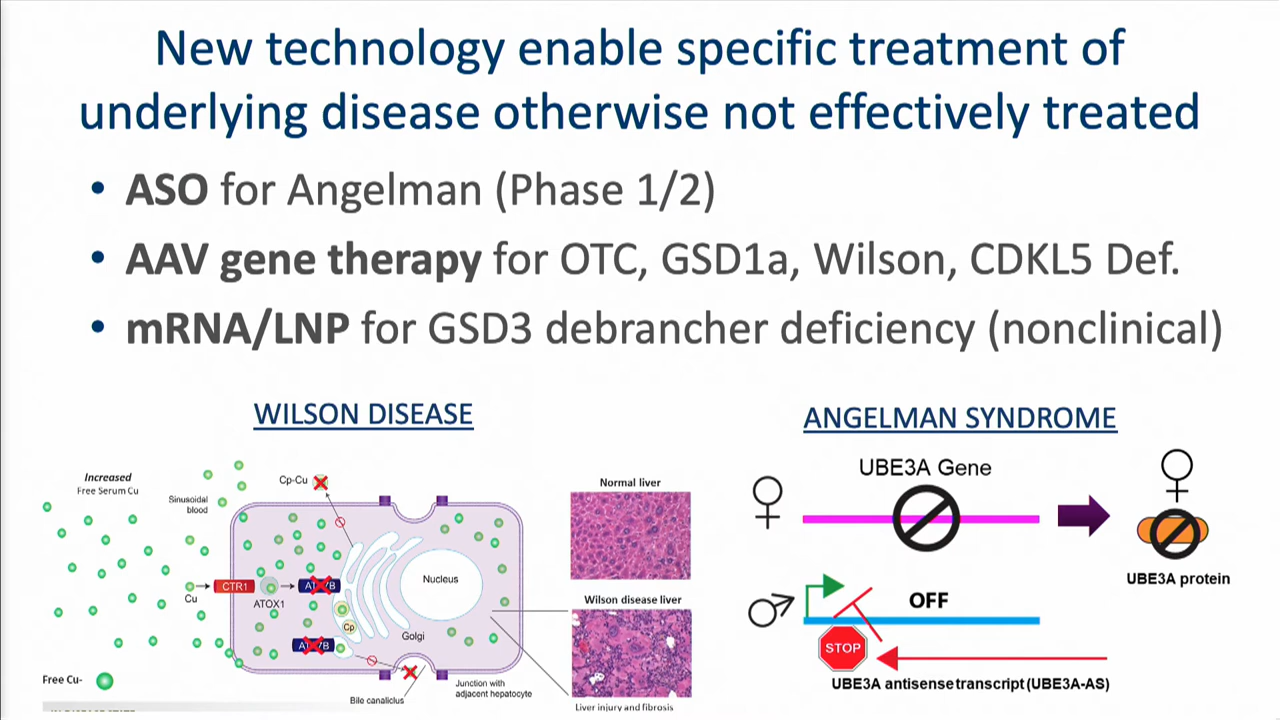 New technology enable specific treatment of
underlying disease otherwise not effectively treated
• ASO for Angelman (Phase 1/2)
• AAV gene therapy for OTC, GSD1a, Wilson, CDKL5 Def.
• mRNA/LNP for GSD3 debrancher deficiency (nonclinical)
WILSON DISEASE
Increased
Free Serum Cu
Sinusoidal
blood
Cp-Cu
Cu
CTR1
ATOX1
Nucleus
Cp
Golgi
Free Cu-
Bile canaliclus
Junction with
adjacent hepatocyte
Normal liver
Wilson disease liver
Liver injury and fibrosis
ANGELMAN SYNDROME
UBE3A Gene
UBE3A protein
OFF
STOP
UBE3A antisense transcript (UBE3A-AS)